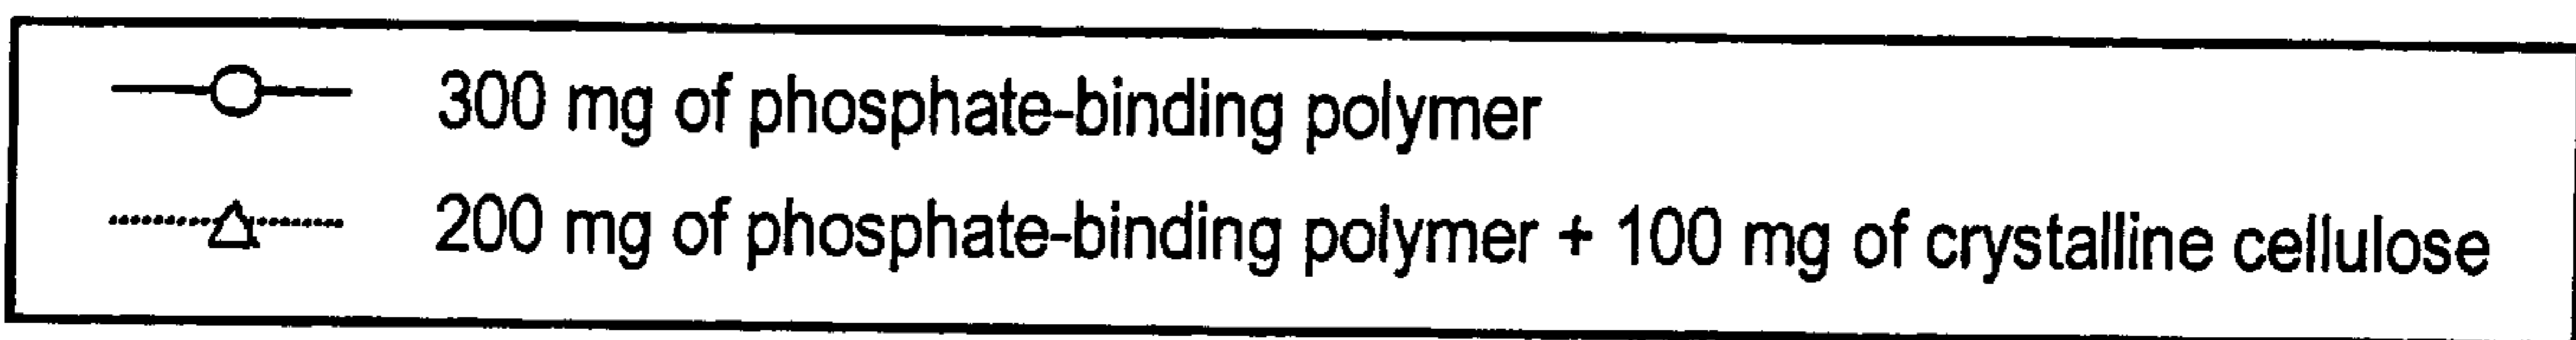 300 mg of phosphate-binding polymer
200 mg of phosphate-binding polymer + 100 mg of crystalline cellulose